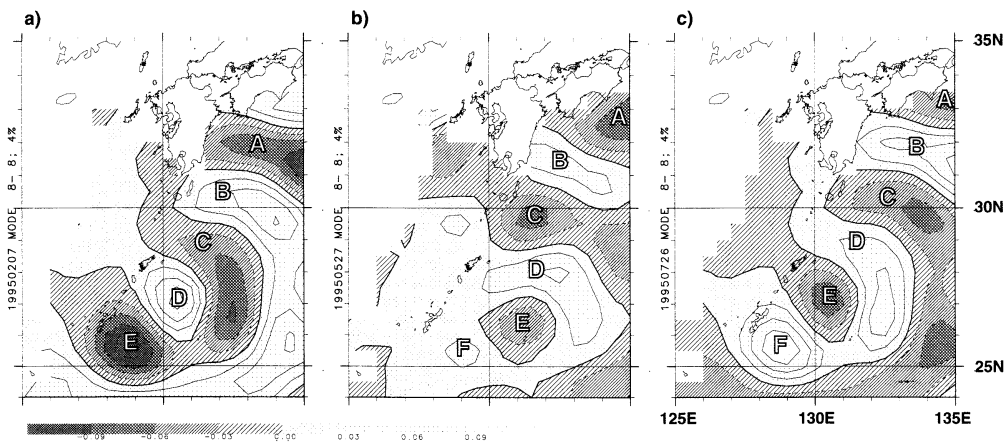 a)
b)
c)
A
B
C
D
E
19950207 MODE 8- 8; 4%
A
B
C
D
E
F
19950527 MODE 8- 8; 4%
A
B
C
D
E
F
19950726 MODE 8- 8; 4%
35N
30N
25N
125E 130E 135E
-0.09 -0.06 -0.03 0.00 0.03 0.06 0.09